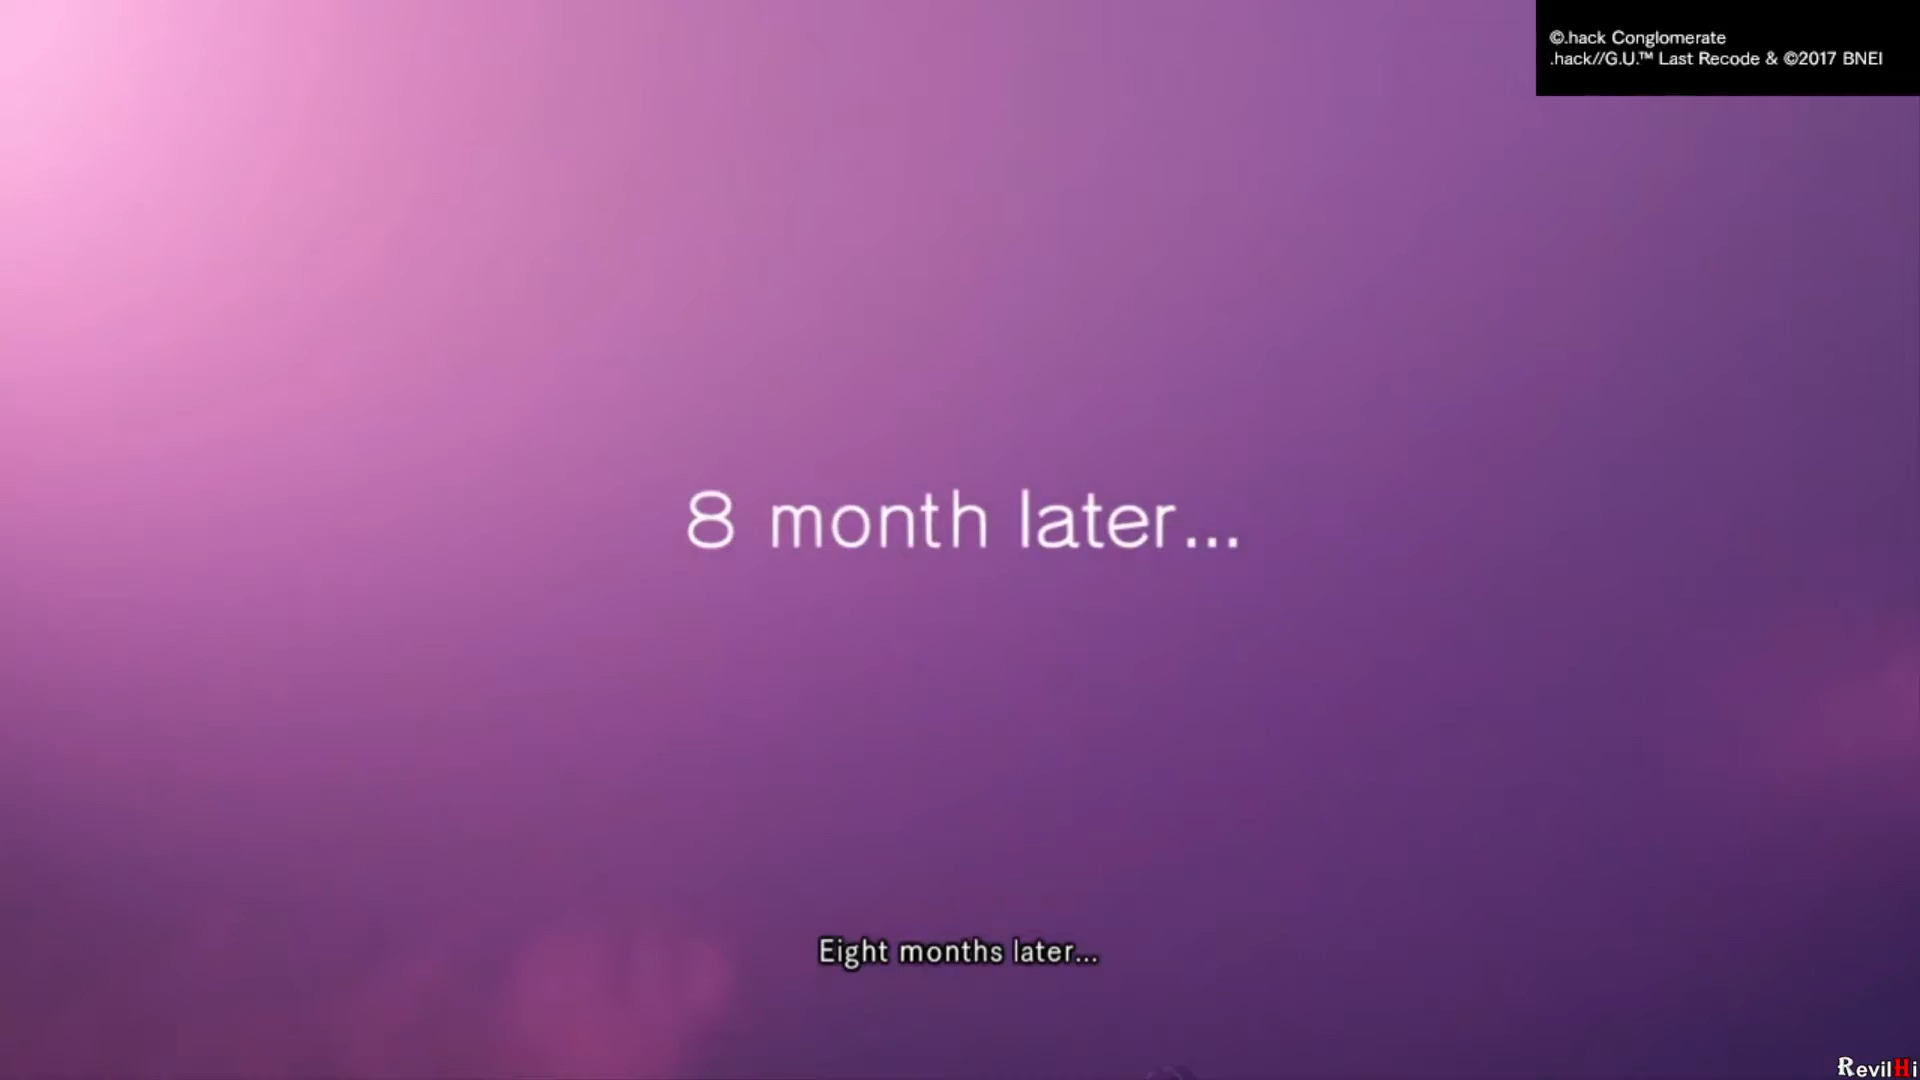 ©.hack Conglomerate
.hack//G.U.™ Last Recode & ©2017 BNEI
8 month later...
Eight months later...
RevilHi